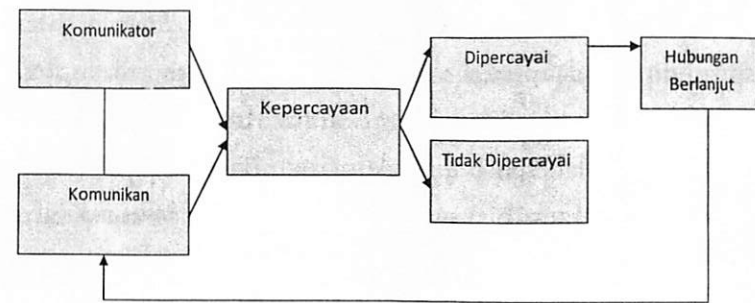 Komunikator
Dipercayai
Hubungan
Berlanjut
Kepercayaan
Tidak Dipercayai
Komunikan